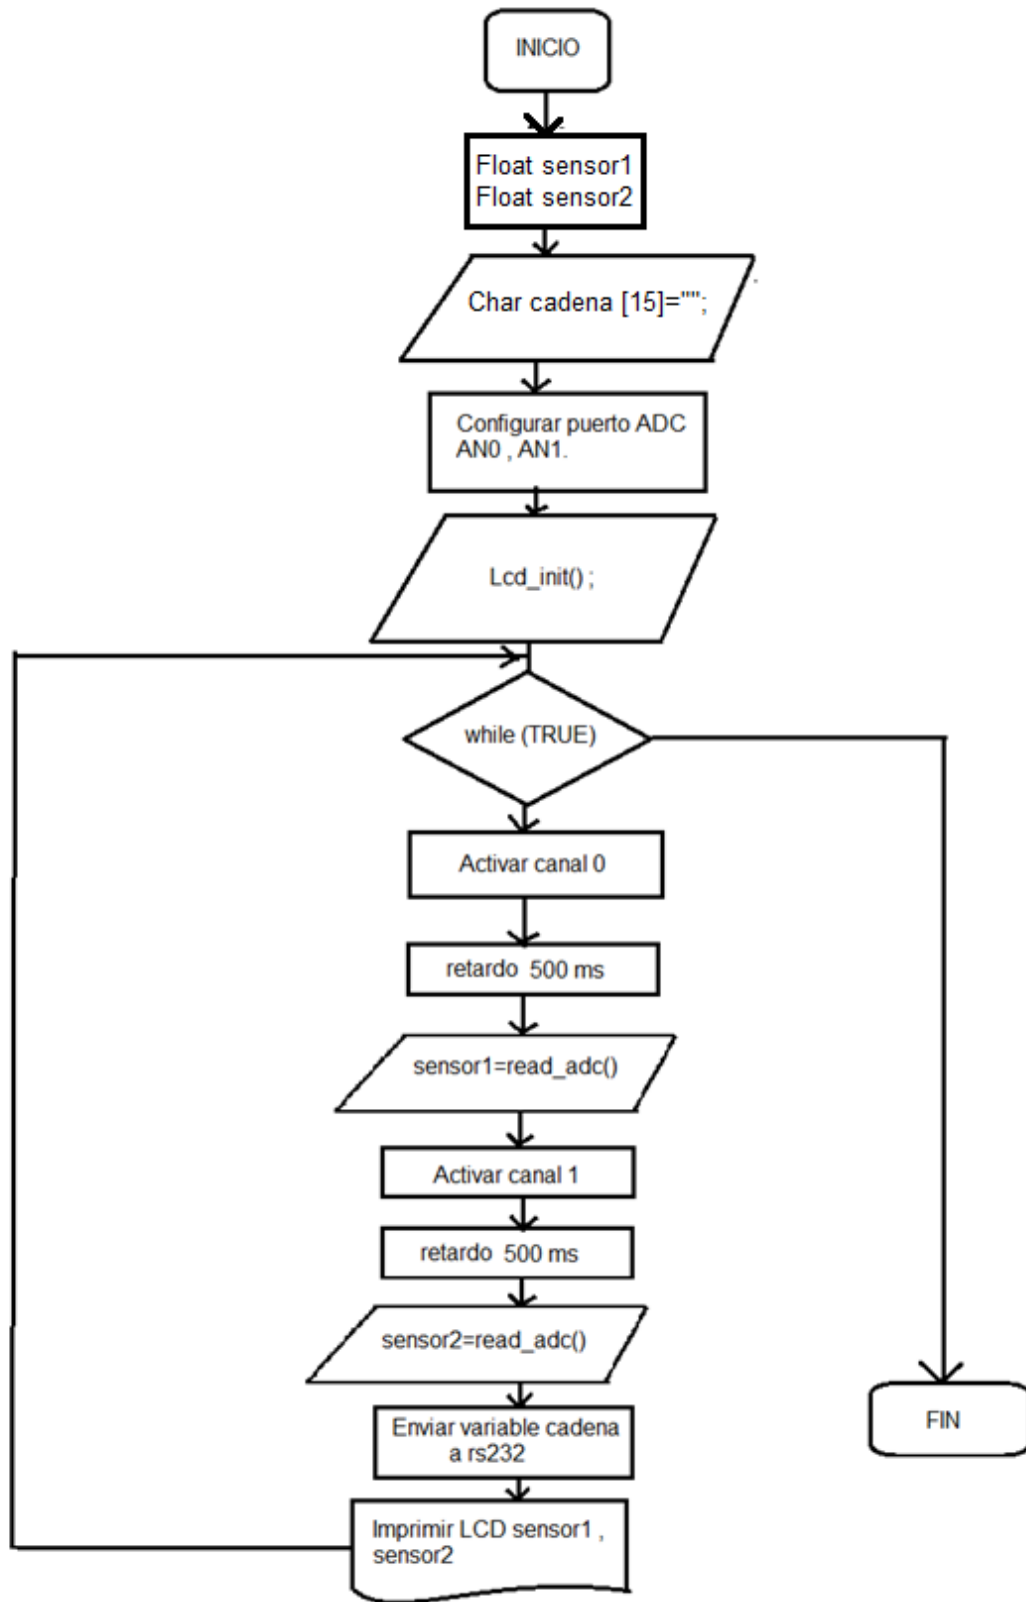 INICIO
Float sensor1
Float sensor2
Char cadena [15]="";
Configurar puerto ADC
AN0 , AN1.
Lcd_init() ;
while (TRUE)
Activar canal 0
retardo 500 ms
sensor1=read_adc()
Activar canal 1
retardo 500 ms
sensor2=read_adc()
Enviar variable cadena
a rs232
FIN
Imprimir LCD sensor1 ,
sensor2